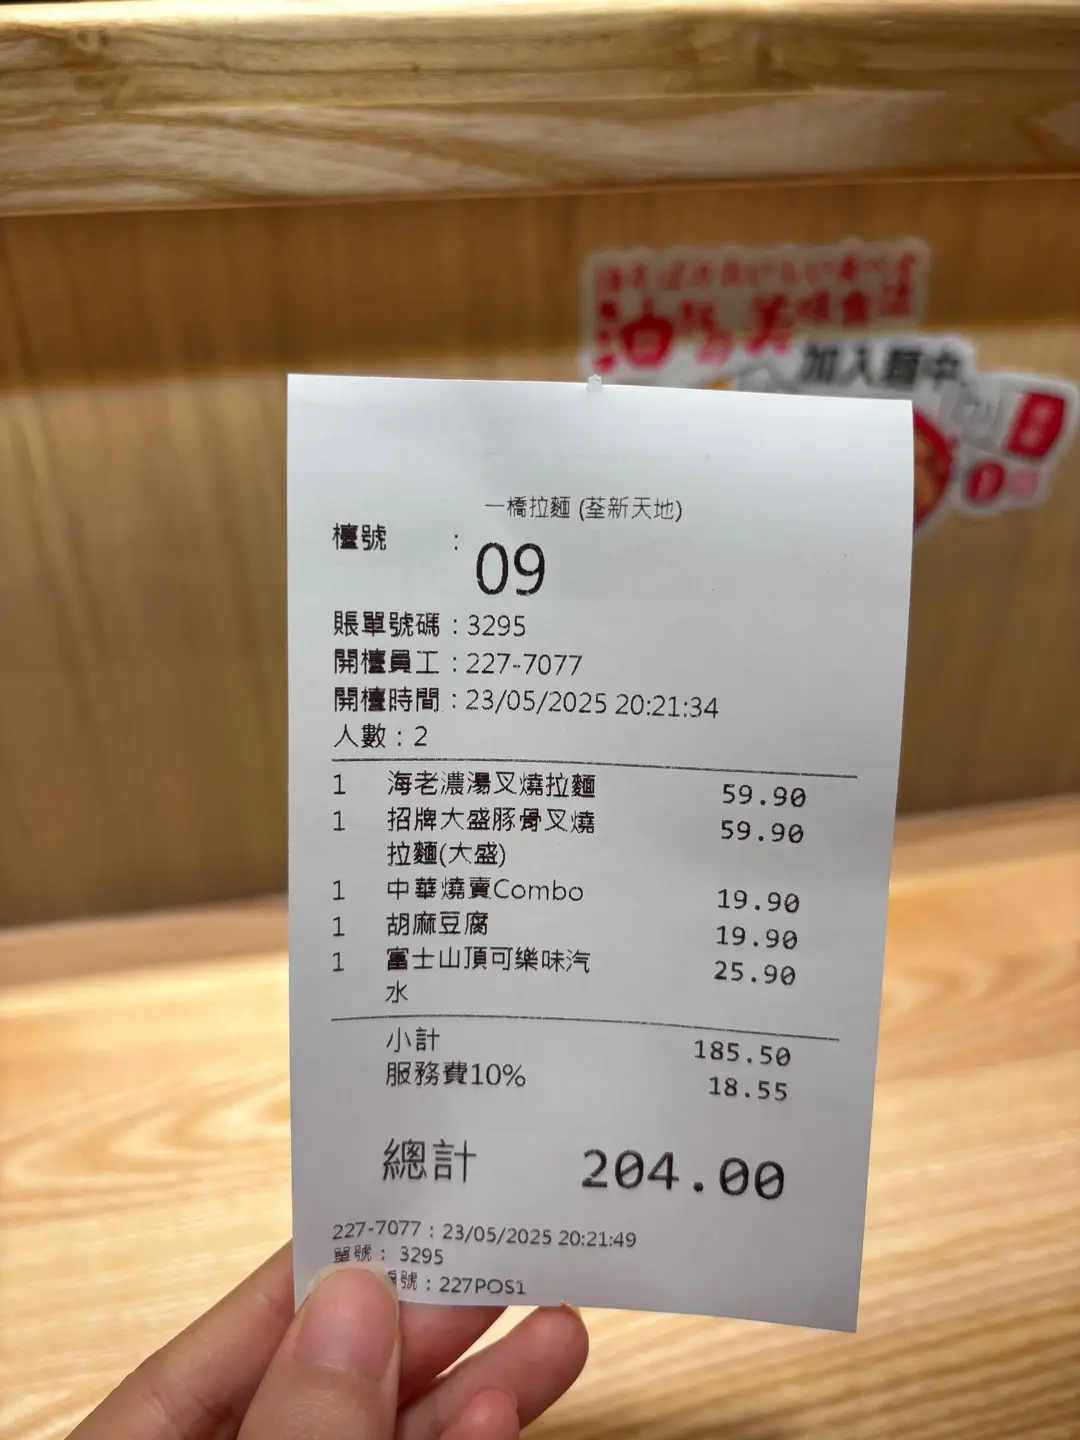 油
美味食法
加入麵中
一橋拉麵 (荃新天地)
檯號 :
09
賬單號碼 : 3295
開檯員工 : 227-7077
開檯時間 : 23/05/2025 20:21:34
人數 : 2
1 海老濃湯叉燒拉麵 59.90
1 招牌大盛豚骨叉燒 59.90
拉麵(大盛)
1 中華燒賣Combo 19.90
1 胡麻豆腐 19.90
1 富士山頂可樂味汽 25.90
水
小計 185.50
服務費10% 18.55
總計 204.00
227-7077 : 23/05/2025 20:21:49
單號 : 3295
號 : 227POS1